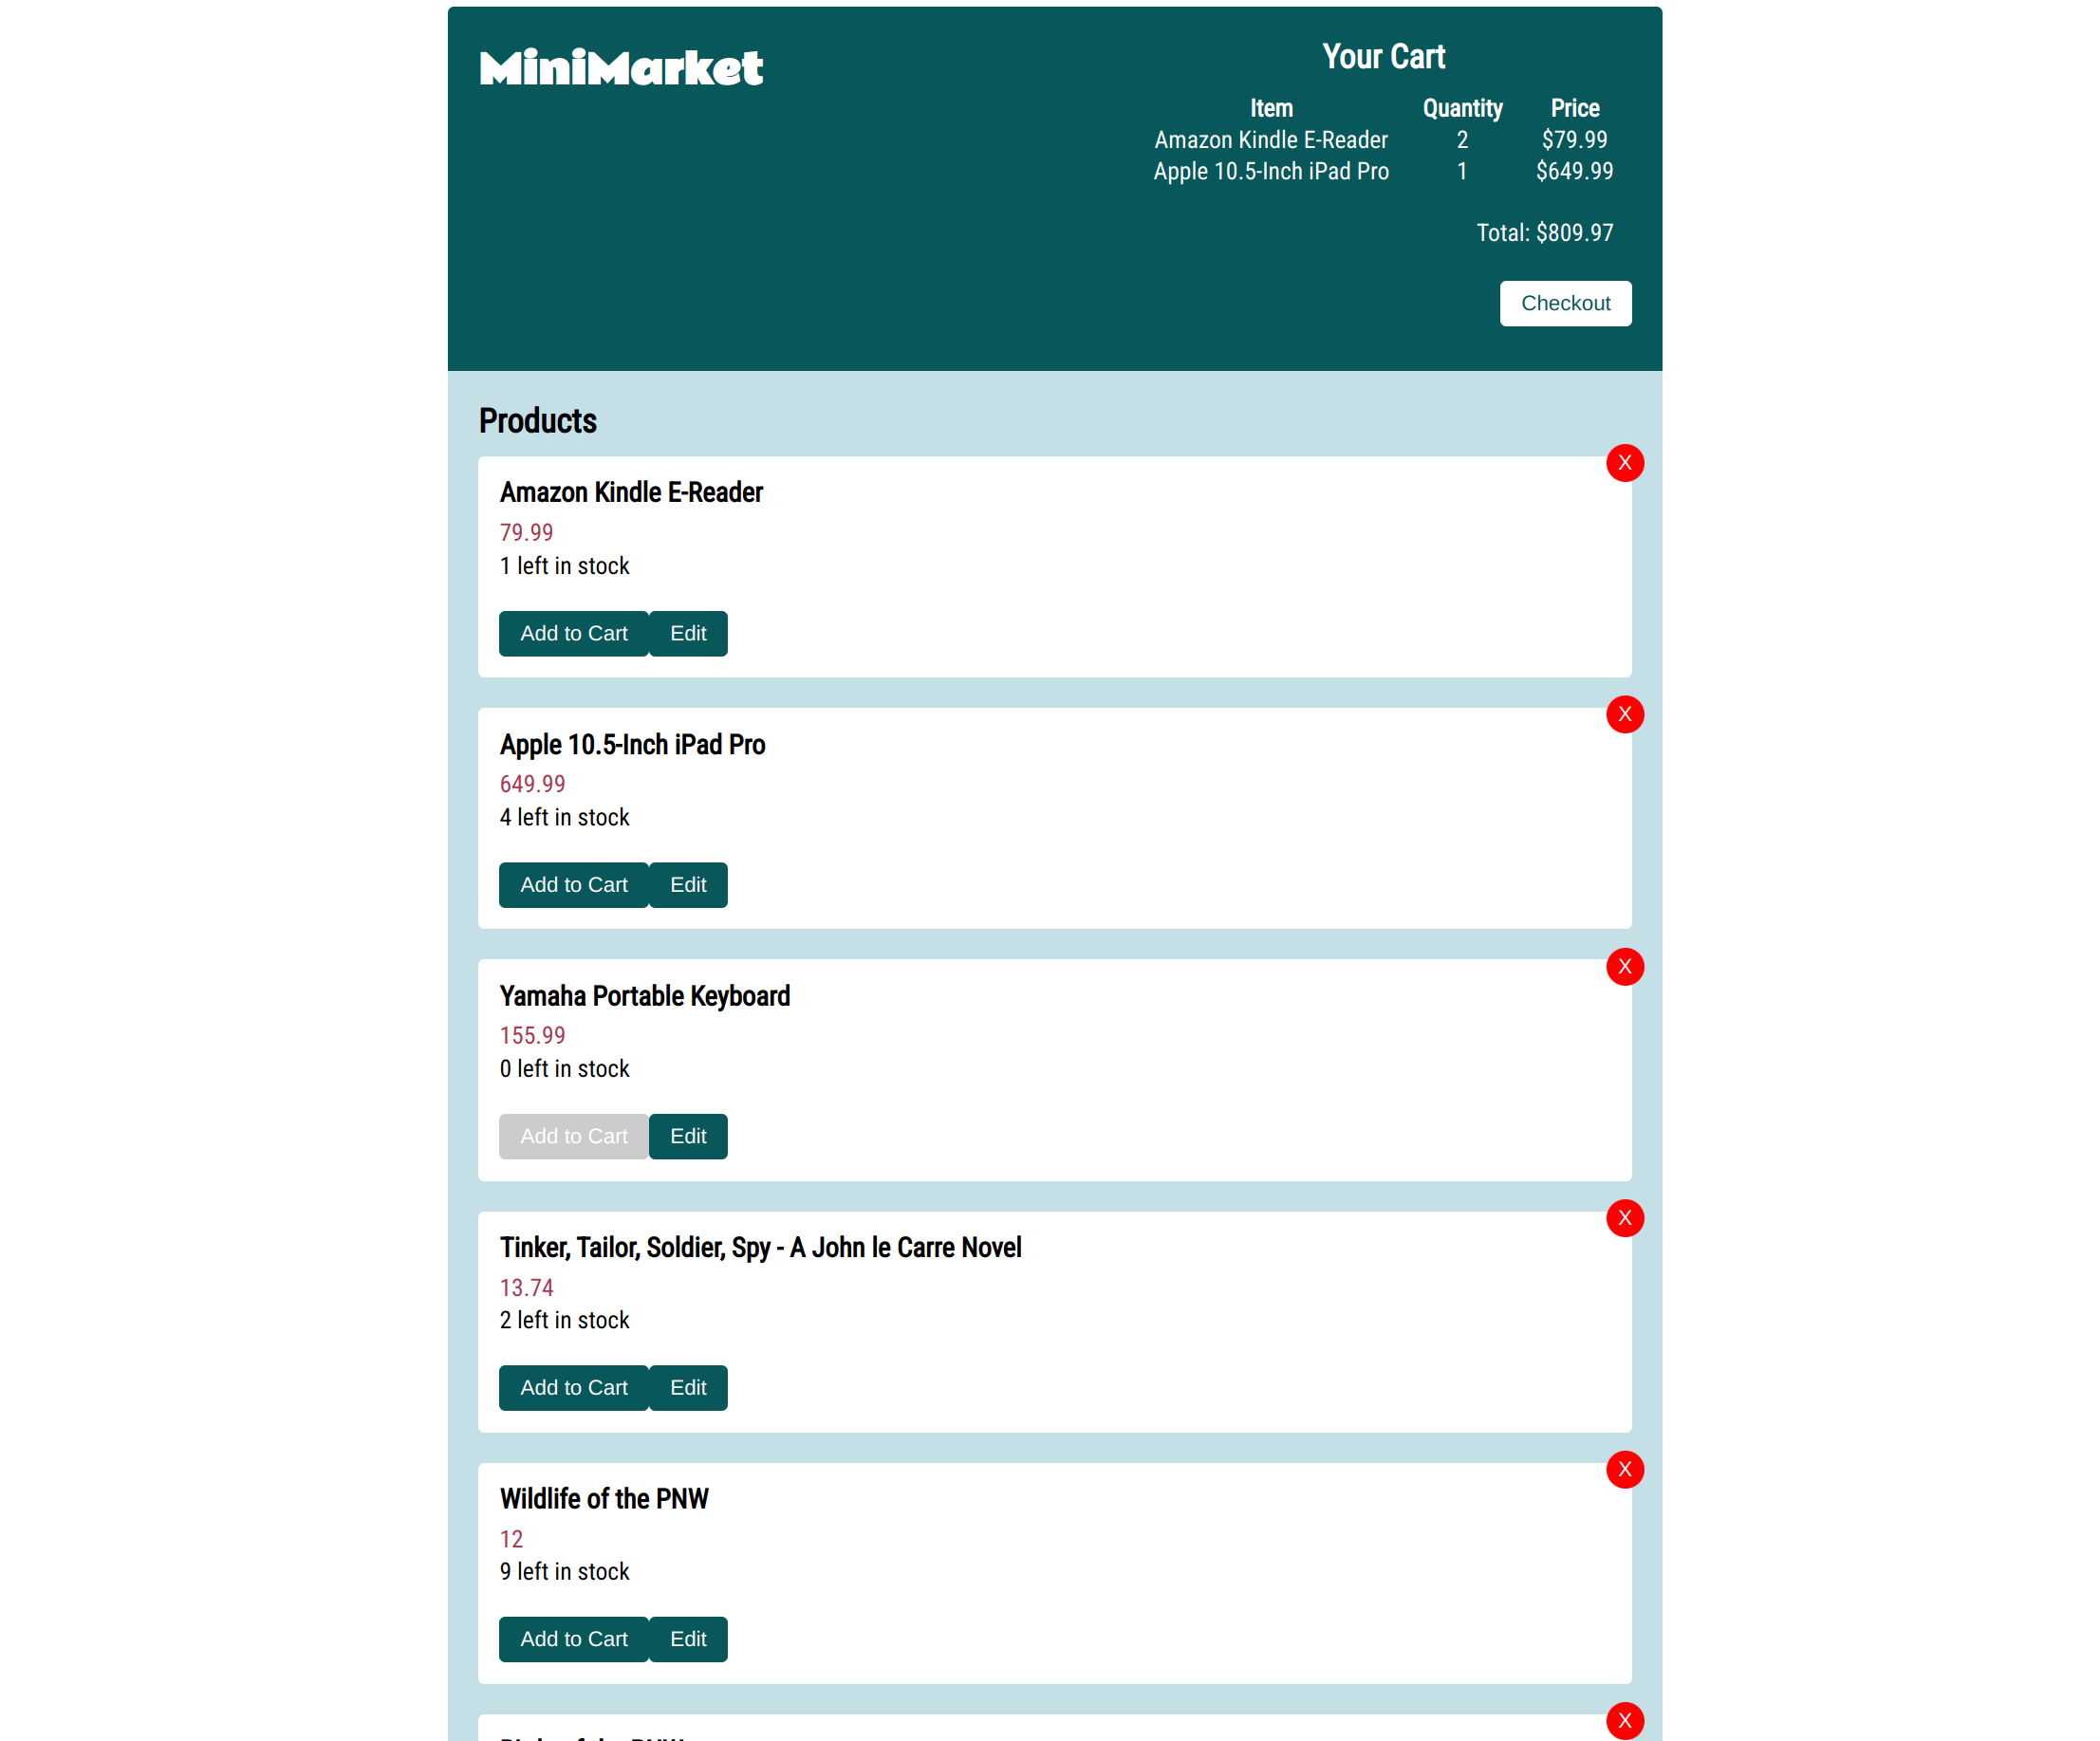 MiniMarket
Your Cart
Item Quantity Price
Amazon Kindle E-Reader 2 $79.99
Apple 10.5-Inch iPad Pro 1 $649.99
Total: $809.97
Checkout
Products
X
Amazon Kindle E-Reader
79.99
1 left in stock
Add to Cart Edit
X
Apple 10.5-Inch iPad Pro
649.99
4 left in stock
Add to Cart Edit
X
Yamaha Portable Keyboard
155.99
0 left in stock
Add to Cart Edit
X
Tinker, Tailor, Soldier, Spy - A John le Carre Novel
13.74
2 left in stock
Add to Cart Edit
X
Wildlife of the PNW
12
9 left in stock
Add to Cart Edit
X